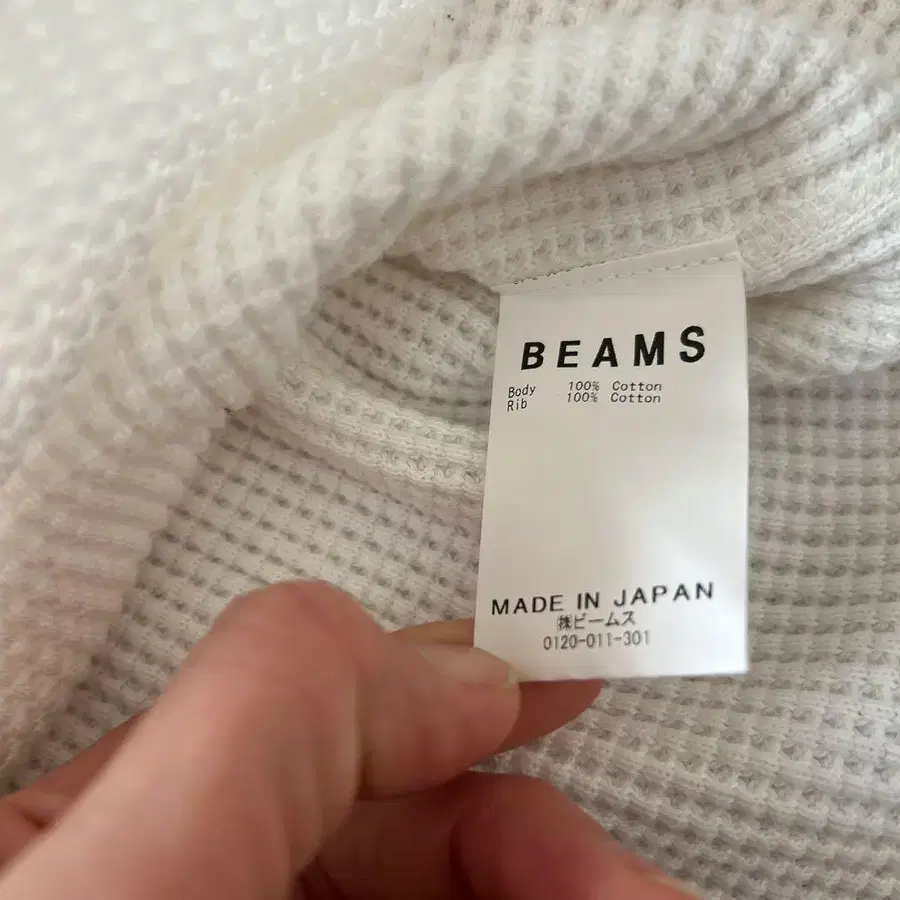 BEAMS
Body 100% Cotton
Rib 100% Cotton
MADE IN JAPAN
㈱ビームス
0120-011-301